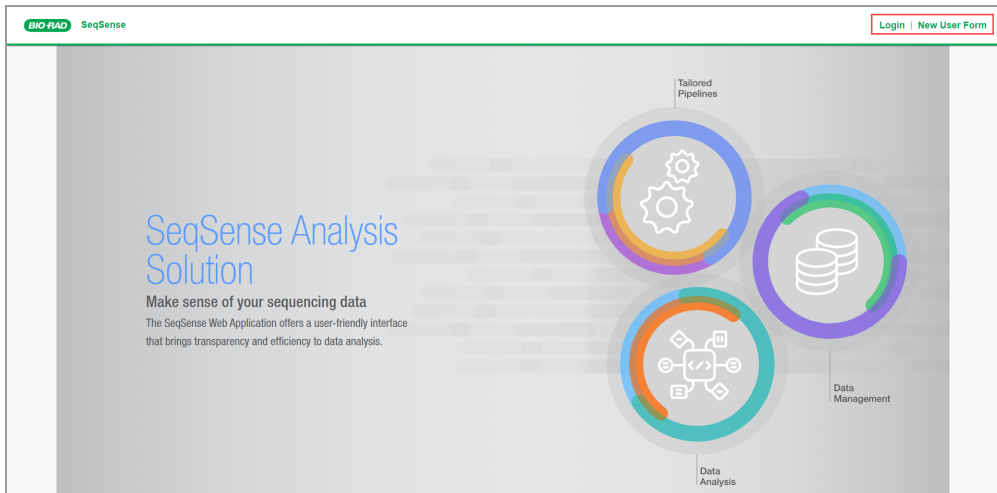 BIO-RAD SeqSense
Login | New User Form
Tailored
Pipelines
SeqSense Analysis
Solution
Make sense of your sequencing data
The SeqSense Web Application offers a user-friendly interface
that brings transparency and efficiency to data analysis.
Data
Management
Data
Analysis